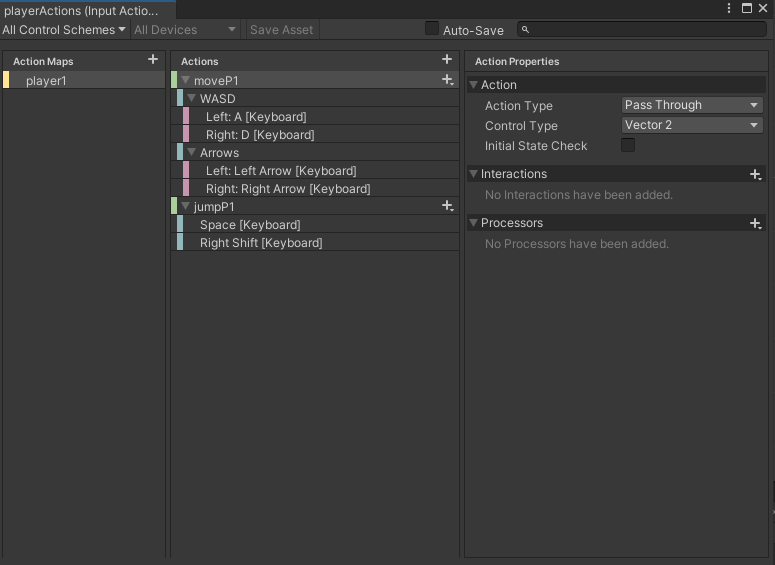 playerActions (Input Actio...
All Control Schemes All Devices Save Asset Auto-Save
Action Maps
player1
Actions
moveP1
WASD
Left: A [Keyboard]
Right: D [Keyboard]
Arrows
Left: Left Arrow [Keyboard]
Right: Right Arrow [Keyboard]
jumpP1
Space [Keyboard]
Right Shift [Keyboard]
Action Properties
Action
Action Type Pass Through
Control Type Vector 2
Initial State Check
Interactions
No Interactions have been added.
Processors
No Processors have been added.